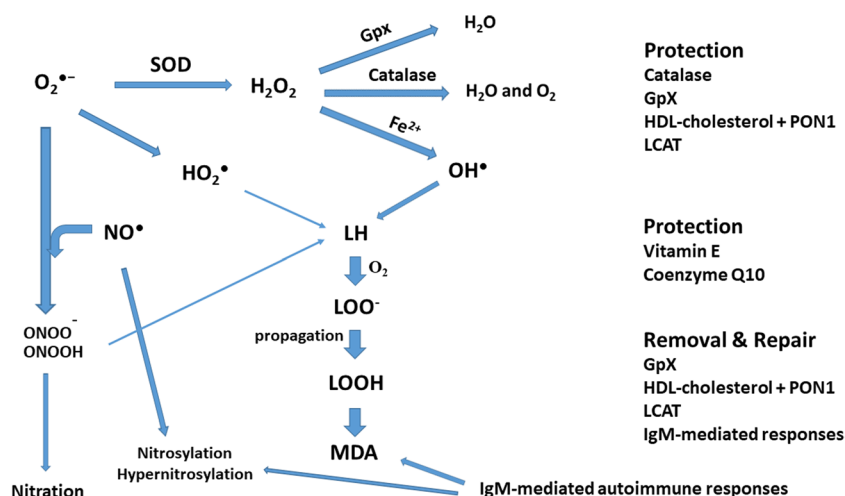 Gpx
H₂O
SOD
O₂•−
H₂O₂
Catalase
H₂O and O₂
Fe²⁺
HO₂•
OH•
NO•
LH
O₂
LOO⁻
ONOO⁻
ONOOH
propagation
LOOH
MDA
Nitrosylation
Hypernitrosylation
Nitration
IgM-mediated autoimmune responses
Protection
Catalase
GpX
HDL-cholesterol + PON1
LCAT
Protection
Vitamin E
Coenzyme Q10
Removal & Repair
GpX
HDL-cholesterol + PON1
LCAT
IgM-mediated responses